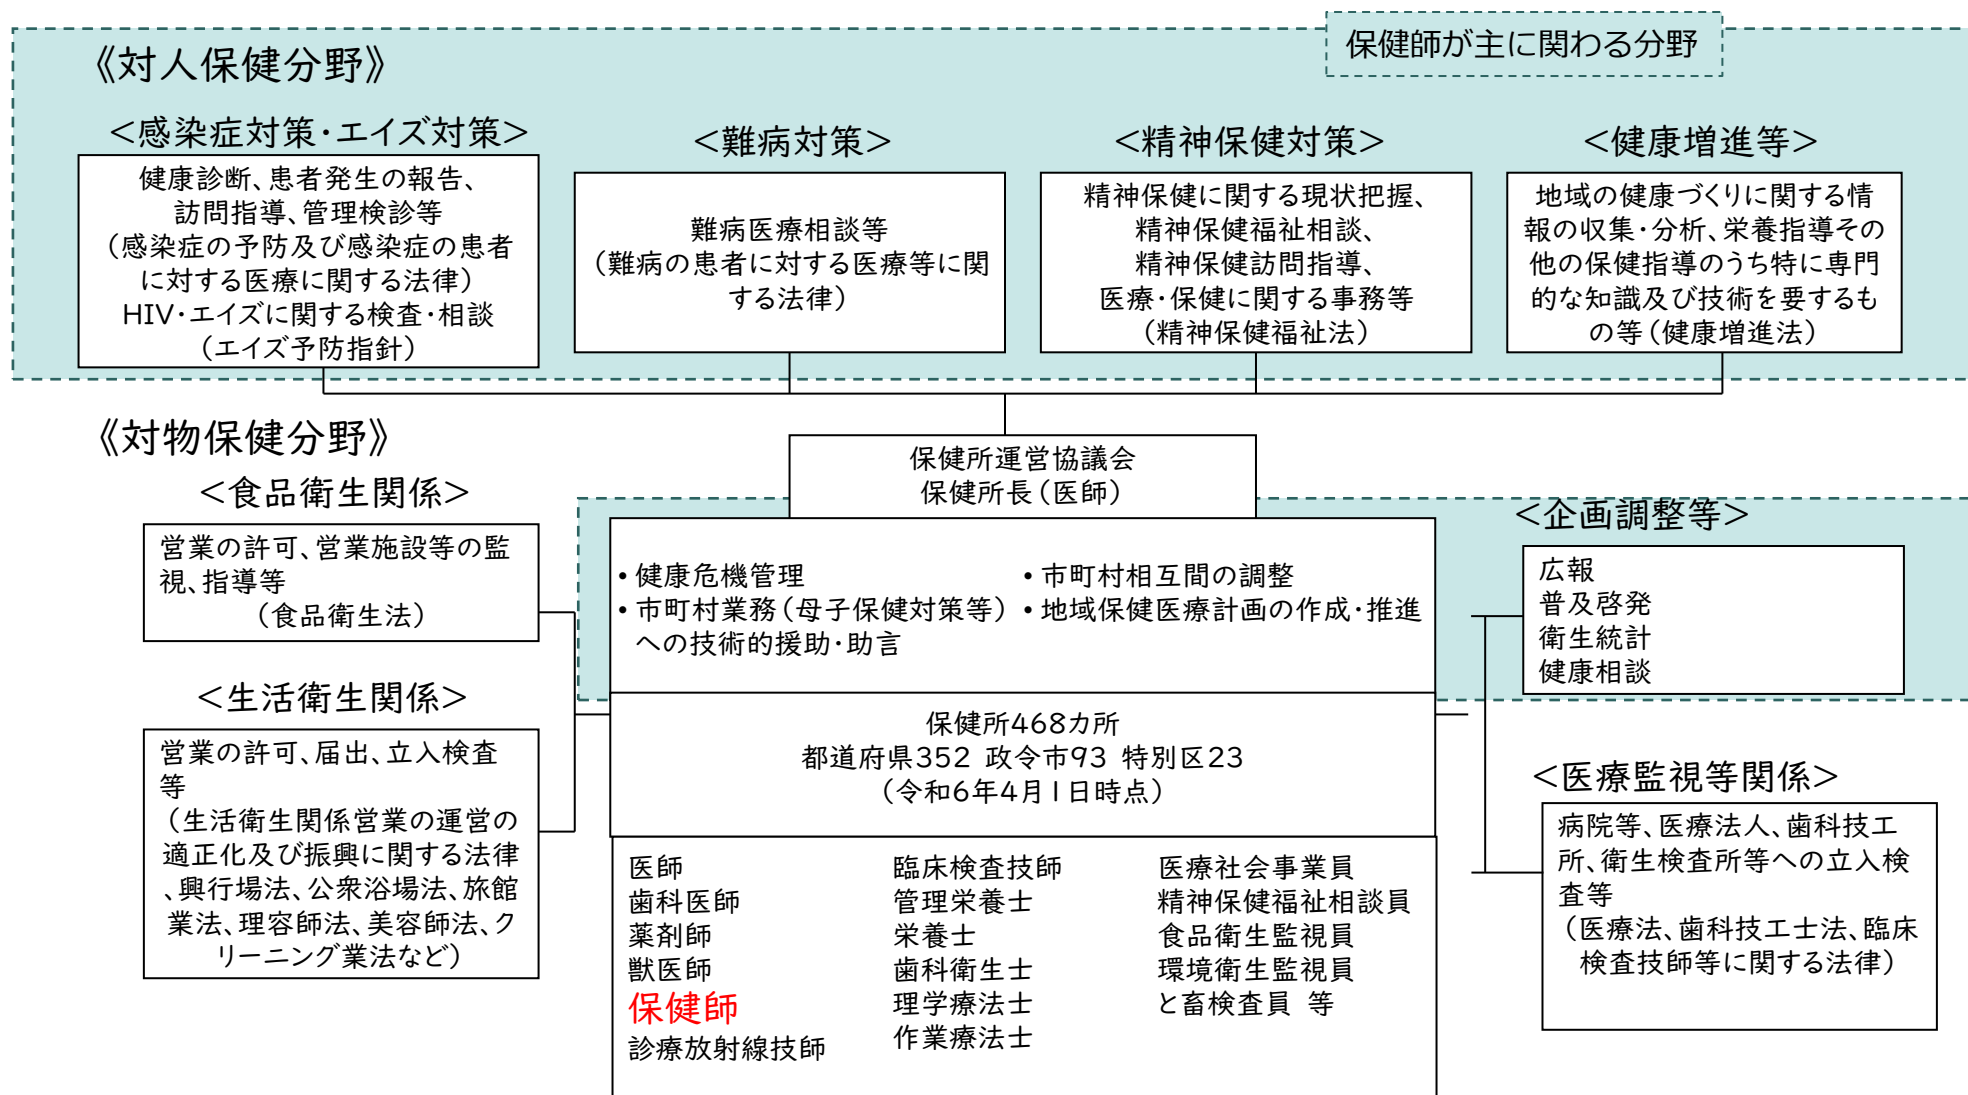 保健師が主に関わる分野
《対人保健分野》
<感染症対策・エイズ対策>
健康診断、患者発生の報告、
訪問指導、管理検診等
(感染症の予防及び感染症の患者
に対する医療に関する法律)
HIV・エイズに関する検査・相談
(エイズ予防指針)
<難病対策>
難病医療相談等
(難病の患者に対する医療等に関
する法律)
<精神保健対策>
精神保健に関する現状把握、
精神保健福祉相談、
精神保健訪問指導、
医療・保健に関する事務等
(精神保健福祉法)
<健康増進等>
地域の健康づくりに関する情
報の収集・分析、栄養指導その
他の保健指導のうち特に専門
的な知識及び技術を要するも
の等(健康増進法)
《対物保健分野》
<食品衛生関係>
営業の許可、営業施設等の監
視、指導等
(食品衛生法)
<生活衛生関係>
営業の許可、届出、立入検査
等
(生活衛生関係営業の運営の
適正化及び振興に関する法律
、興行場法、公衆浴場法、旅館
業法、理容師法、美容師法、ク
リーニング業法など)
保健所運営協議会
保健所長(医師)
• 健康危機管理
• 市町村業務(母子保健対策等)
への技術的援助・助言
• 市町村相互間の調整
• 地域保健医療計画の作成・推進
保健所468カ所
都道府県352 政令市93 特別区23
(令和6年4月1日時点)
医師
歯科医師
薬剤師
獣医師
保健師
診療放射線技師
臨床検査技師
管理栄養士
栄養士
歯科衛生士
理学療法士
作業療法士
医療社会事業員
精神保健福祉相談員
食品衛生監視員
環境衛生監視員
と畜検査員 等
<企画調整等>
広報
普及啓発
衛生統計
健康相談
<医療監視等関係>
病院等、医療法人、歯科技工
所、衛生検査所等への立入検
査等
(医療法、歯科技工士法、臨床
検査技師等に関する法律)